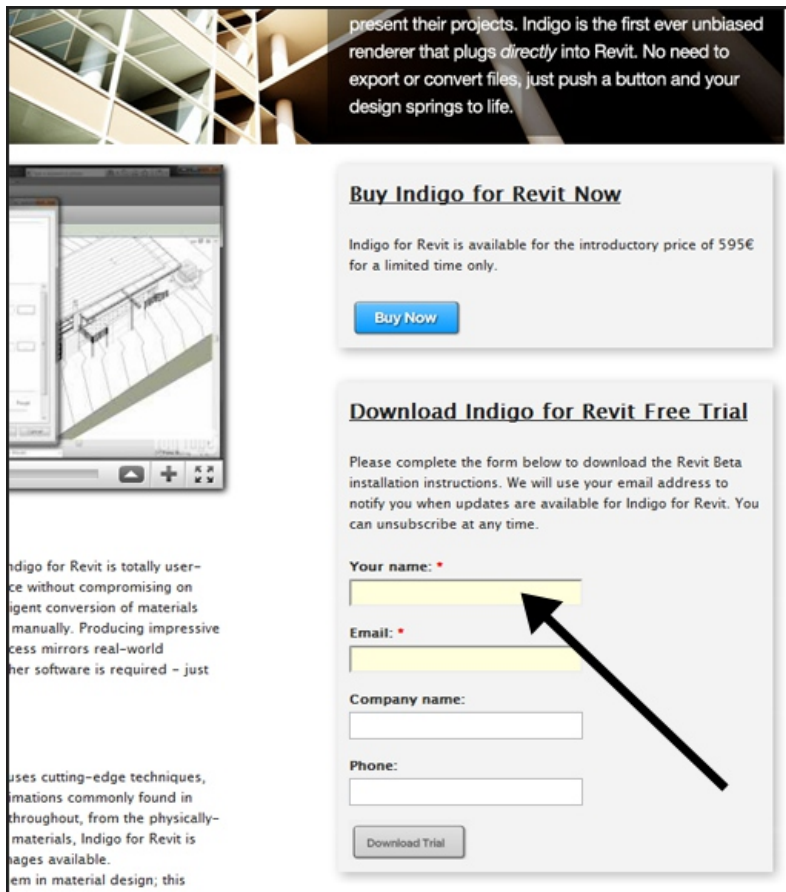 present their projects. Indigo is the first ever unbiased
renderer that plugs directly into Revit. No need to
export or convert files, just push a button and your
design springs to life.
Buy Indigo for Revit Now
Indigo for Revit is available for the introductory price of 595€
for a limited time only.
Buy Now
Download Indigo for Revit Free Trial
Please complete the form below to download the Revit Beta
installation instructions. We will use your email address to
notify you when updates are available for Indigo for Revit. You
can unsubscribe at any time.
Your name: *
Email: *
Company name:
Phone:
Download Trial
ndigo for Revit is totally user-
ce without compromising on
igent conversion of materials
manually. Producing impressive
cess mirrors real-world
her software is required – just
uses cutting-edge techniques,
imations commonly found in
throughout, from the physically-
materials, Indigo for Revit is
nages available.
em in material design; this